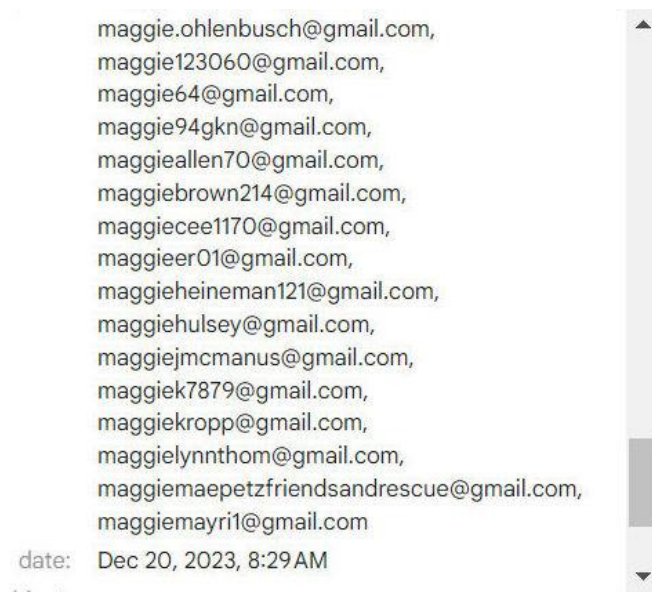 maggie.ohlenbusch@gmail.com,
maggie123060@gmail.com,
maggie64@gmail.com,
maggie94gkn@gmail.com,
maggieallen70@gmail.com,
maggiebrown214@gmail.com,
maggiecee1170@gmail.com,
maggieer01@gmail.com,
maggieheineman121@gmail.com,
maggiehulsey@gmail.com,
maggiejmcmanus@gmail.com,
maggiek7879@gmail.com,
maggiekropp@gmail.com,
maggielynnthom@gmail.com,
maggiemaepetzfriendsandrescue@gmail.com,
maggiemayri1@gmail.com
date: Dec 20, 2023, 8:29 AM